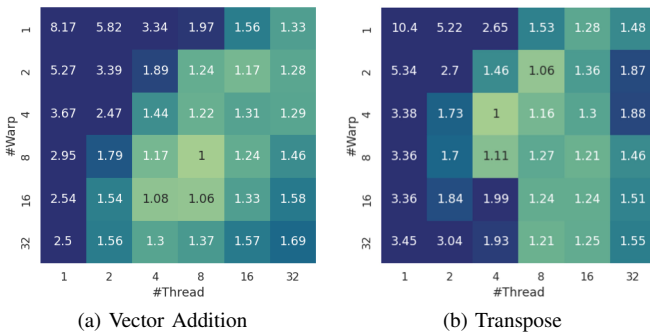 1 8.17 5.82 3.34 1.97 1.56 1.33
2 5.27 3.39 1.89 1.24 1.17 1.28
4 3.67 2.47 1.44 1.22 1.31 1.29
8 2.95 1.79 1.17 1 1.24 1.46
16 2.54 1.54 1.08 1.06 1.33 1.58
32 2.5 1.56 1.3 1.37 1.57 1.69
#Warp
1 2 4 8 16 32
#Thread
(a) Vector Addition
1 10.4 5.22 2.65 1.53 1.28 1.48
2 5.34 2.7 1.46 1.06 1.36 1.87
4 3.38 1.73 1 1.16 1.3 1.88
8 3.36 1.7 1.11 1.27 1.21 1.46
16 3.36 1.84 1.99 1.24 1.24 1.51
32 3.45 3.04 1.93 1.21 1.25 1.55
#Warp
1 2 4 8 16 32
#Thread
(b) Transpose